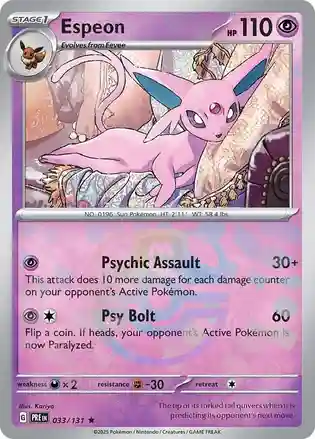 STAGE 1
Espeon
HP 110
Evolves from Eevee
NO. 0196 Sun Pokémon HT: 2'11" WT: 58.4 lbs
Psychic Assault 30+
This attack does 10 more damage for each damage counter
on your opponent's Active Pokémon.
Psy Bolt 60
Flip a coin. If heads, your opponent's Active Pokémon is
now Paralyzed.
weakness ×2 resistance -30 retreat
Illus. Kariya
G PRE EN 033/131 ★
The tip of its forked tail quivers when it is
predicting its opponent's next move.
©2025 Pokémon / Nintendo / Creatures / GAME FREAK